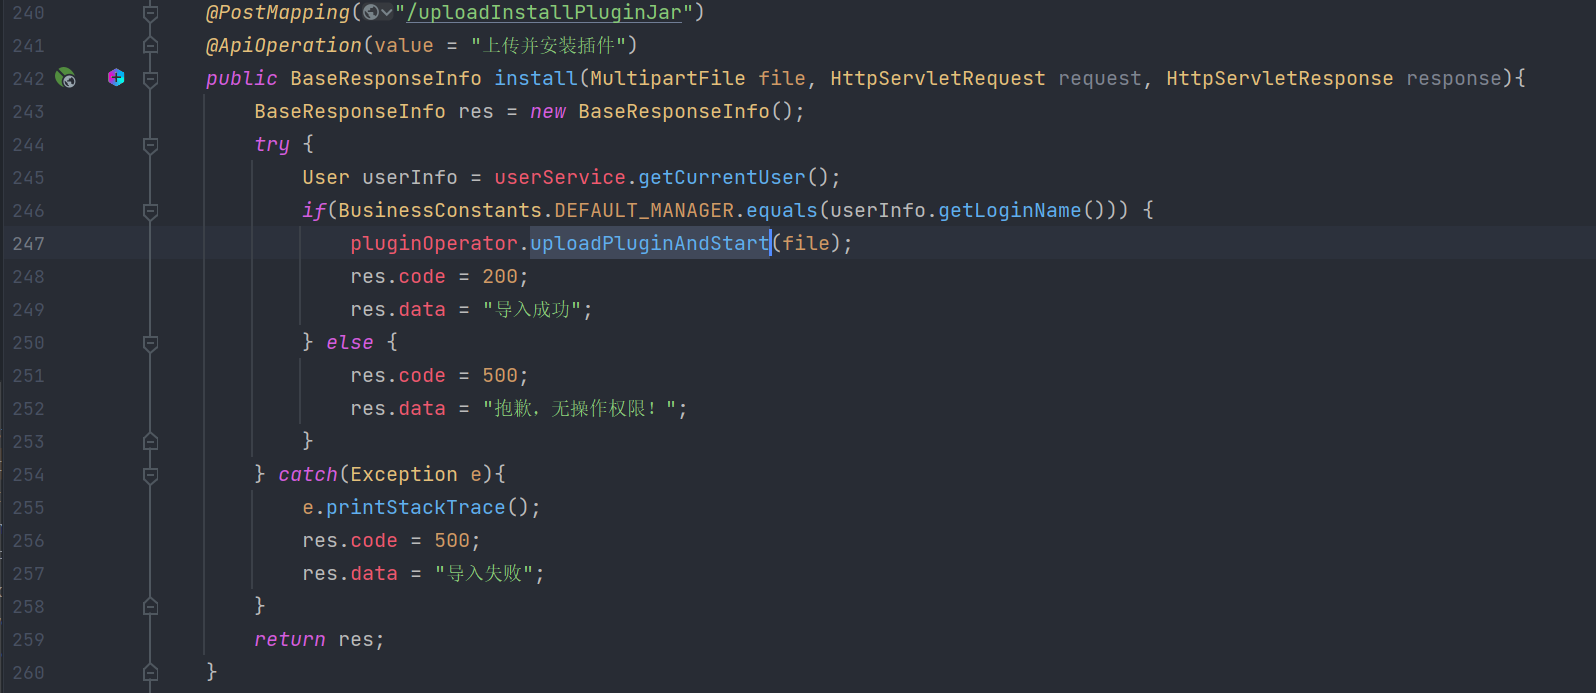 240 @PostMapping("/uploadInstallPluginJar")
241 @ApiOperation(value = "上传并安装插件")
242 public BaseResponseInfo install(MultipartFile file, HttpServletRequest request, HttpServletResponse response){
243 BaseResponseInfo res = new BaseResponseInfo();
244 try {
245 User userInfo = userService.getCurrentUser();
246 if(BusinessConstants.DEFAULT_MANAGER.equals(userInfo.getLoginName())) {
247 pluginOperator.uploadPluginAndStart(file);
248 res.code = 200;
249 res.data = "导入成功";
250 } else {
251 res.code = 500;
252 res.data = "抱歉，无操作权限！";
253 }
254 } catch(Exception e){
255 e.printStackTrace();
256 res.code = 500;
257 res.data = "导入失败";
258 }
259 return res;
260 }